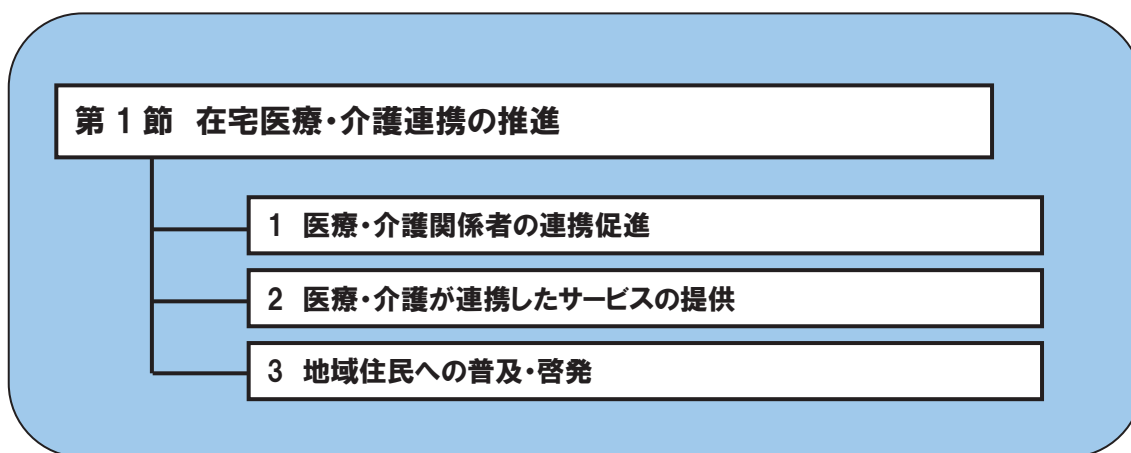 第 1 節 在宅医療・介護連携の推進
1 医療・介護関係者の連携促進
2 医療・介護が連携したサービスの提供
3 地域住民への普及・啓発